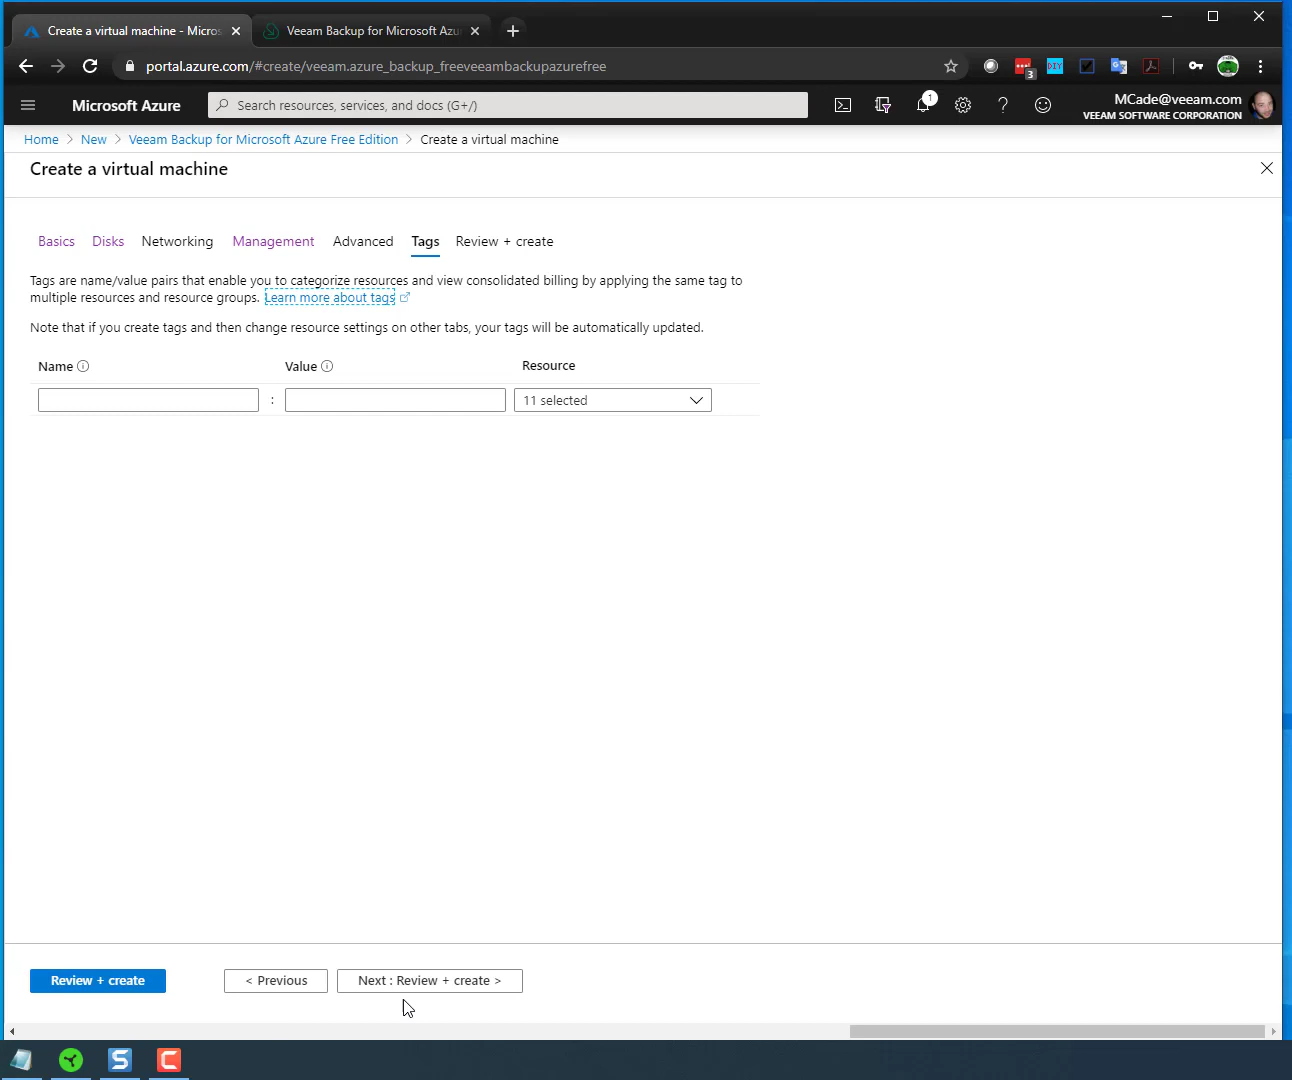 Create a virtual machine - Micros
Veeam Backup for Microsoft Azu
portal.azure.com/#create/veeam.azure_backup_freeveeambackupazurefree
3
DIY
Microsoft Azure
Search resources, services, and docs (G+/)
1
MCade@veeam.com
VEEAM SOFTWARE CORPORATION
Home > New > Veeam Backup for Microsoft Azure Free Edition > Create a virtual machine
Create a virtual machine
Basics Disks Networking Management Advanced Tags Review + create
Tags are name/value pairs that enable you to categorize resources and view consolidated billing by applying the same tag to
multiple resources and resource groups. Learn more about tags
Note that if you create tags and then change resource settings on other tabs, your tags will be automatically updated.
Name Value Resource
: 11 selected
Review + create < Previous Next : Review + create >
S C